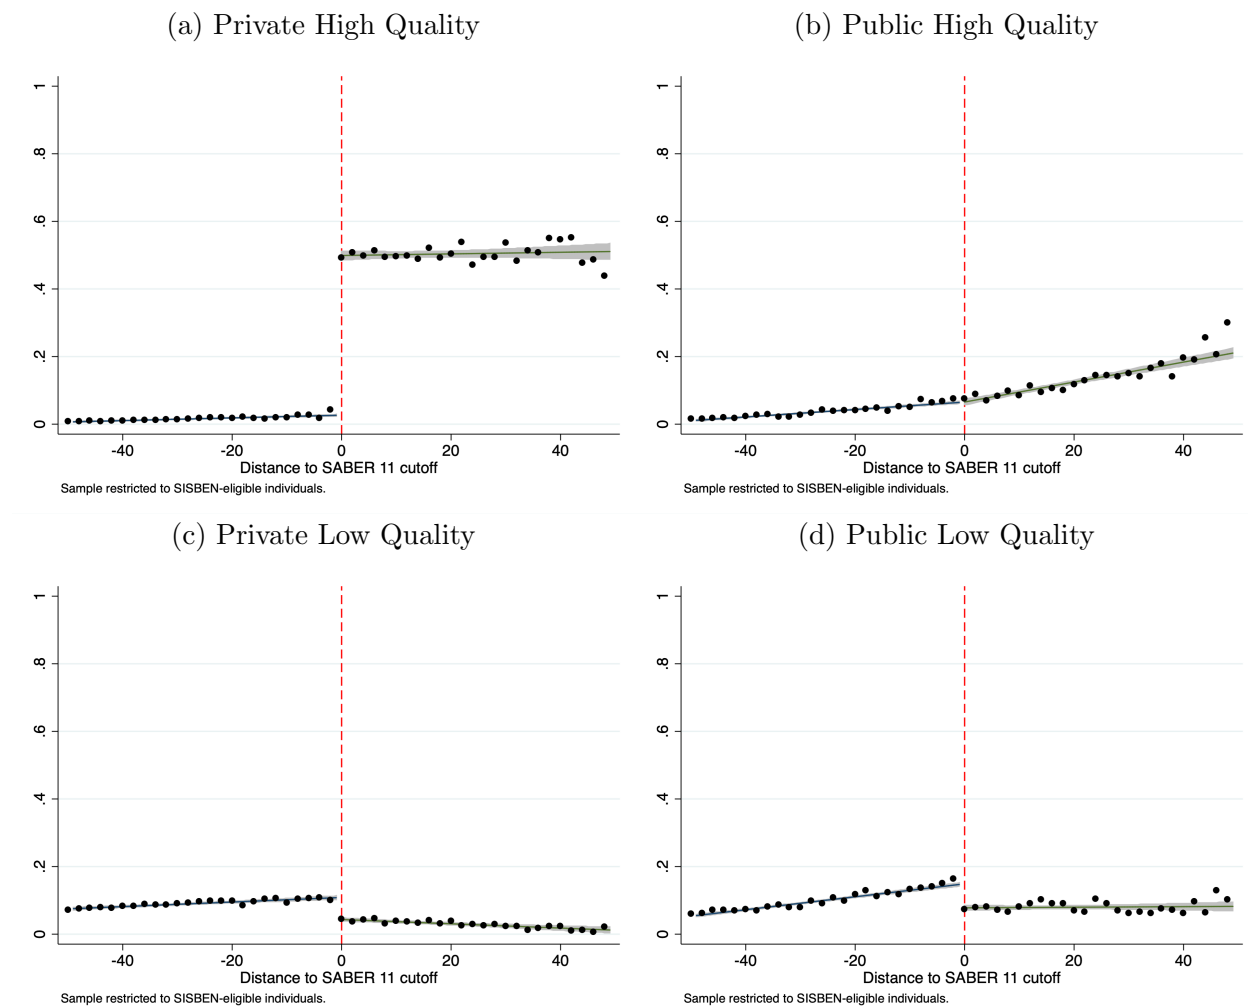 (a) Private High Quality
1
.8
.6
.4
.2
0
-40 -20 0 20 40
Distance to SABER 11 cutoff
Sample restricted to SISBEN-eligible individuals.
(b) Public High Quality
1
.8
.6
.4
.2
0
-40 -20 0 20 40
Distance to SABER 11 cutoff
Sample restricted to SISBEN-eligible individuals.
(c) Private Low Quality
1
.8
.6
.4
.2
0
-40 -20 0 20 40
Distance to SABER 11 cutoff
Sample restricted to SISBEN-eligible individuals.
(d) Public Low Quality
1
.8
.6
.4
.2
0
-40 -20 0 20 40
Distance to SABER 11 cutoff
Sample restricted to SISBEN-eligible individuals.